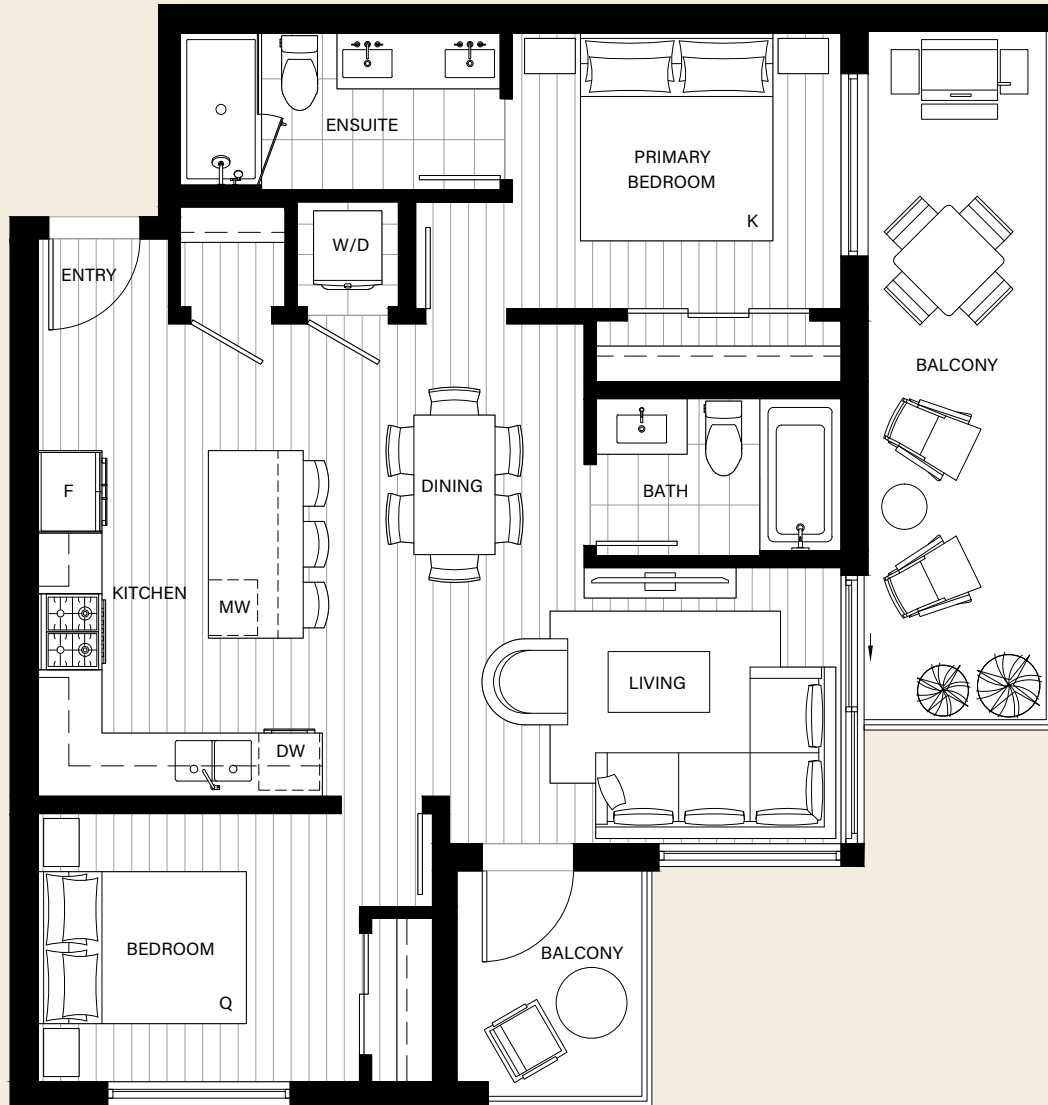 ENSUITE
PRIMARY
BEDROOM
K
W/D
ENTRY
BALCONY
F
DINING
BATH
KITCHEN
MW
LIVING
DW
BEDROOM
Q
BALCONY